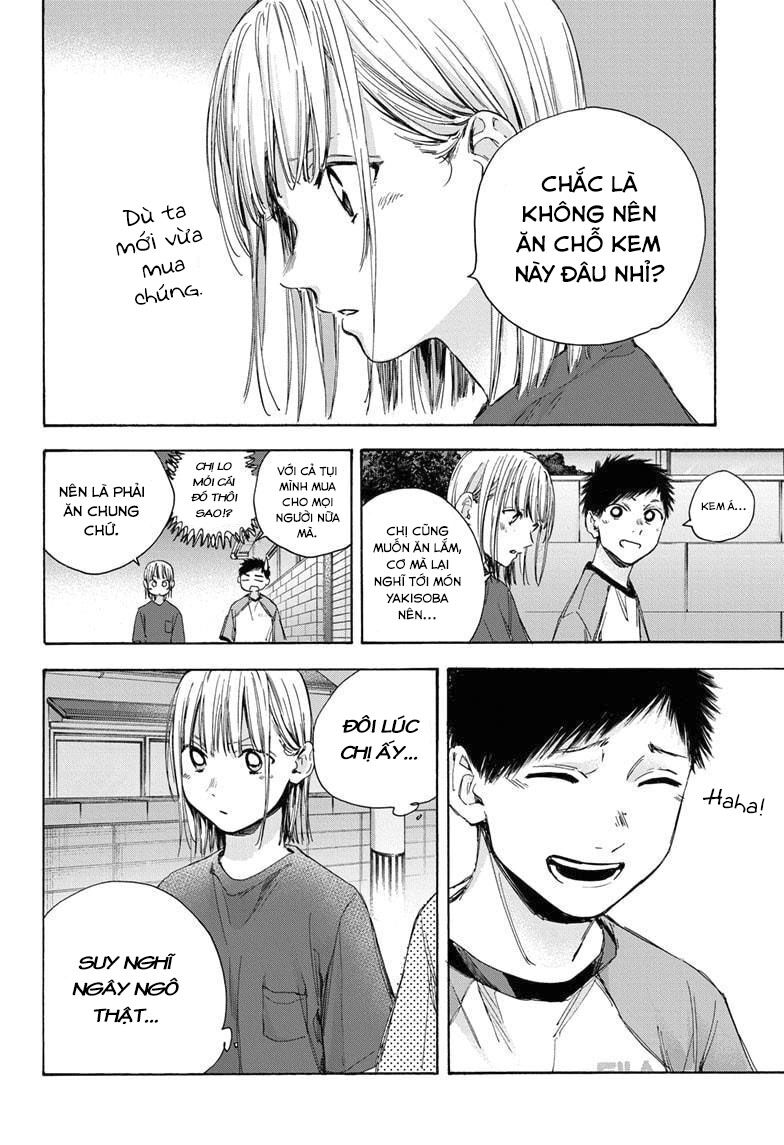 CHẮC LÀ
KHÔNG NÊN
ĂN CHỖ KEM
NÀY ĐÂU NHỈ?
Dù ta
mới vừa
mua
chúng.
KEM Á...
CHỊ CŨNG
MUỐN ĂN LẮM,
CƠ MÀ LẠI
NGHĨ TỚI MÓN
YAKISOBA
NÊN...
VỚI CẢ TỤI
MÌNH MUA
CHO MỌI
NGƯỜI NỮA
MÀ.
CHỊ LO
MỖI CÁI
ĐÓ THÔI
SAO!?
NÊN LÀ PHẢI
ĂN CHUNG
CHỨ.
Haha!
ĐÔI LÚC
CHỊ ẤY...
SUY NGHĨ
NGÂY NGÔ
THẬT...
FILA